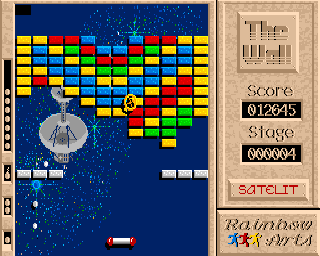 The
Wall
Score
012645
Stage
000004
SATELIT
Rainbow
Arts